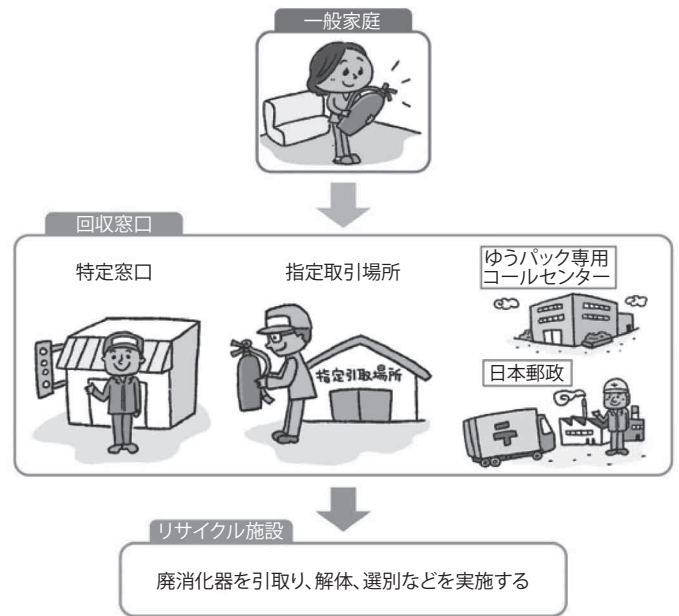 一般家庭
回収窓口
特定窓口
指定取引場所
ゆうパック専用
コールセンター
指定引取場所
日本郵政
リサイクル施設
廃消化器を引取り、解体、選別などを実施する